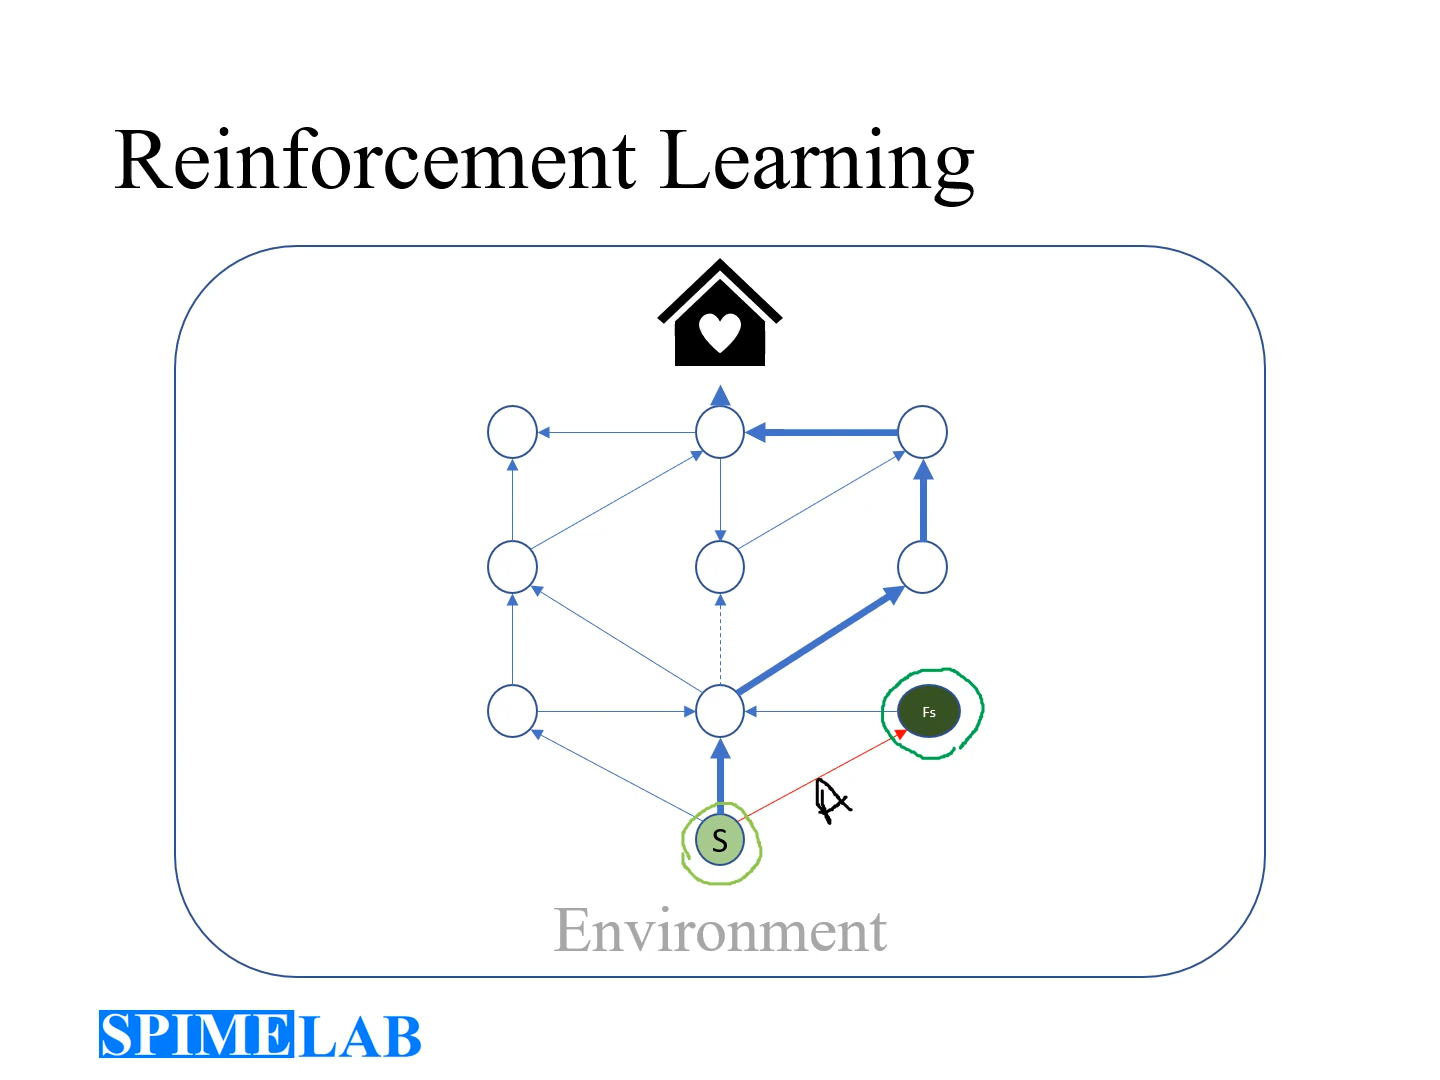 Reinforcement Learning
Fs
A
S
Environment
SPIMELAB